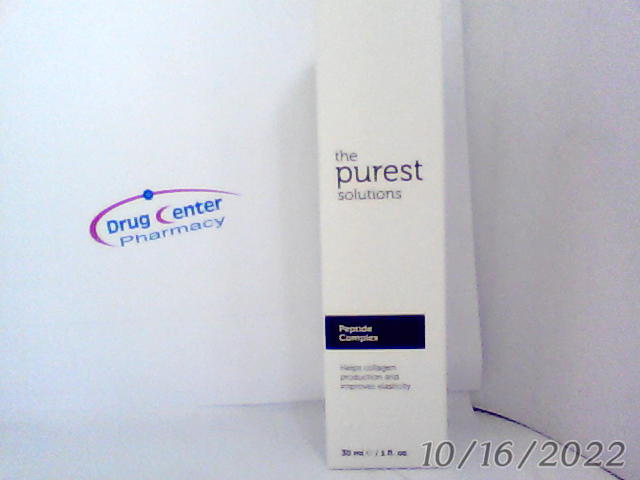 the
purest
solutions
Drug Center
Pharmacy
Peptide
Complex
Helps collagen
production and
improves elasticity
30 ml ℮ / 1 fl. oz.
10/16/2022